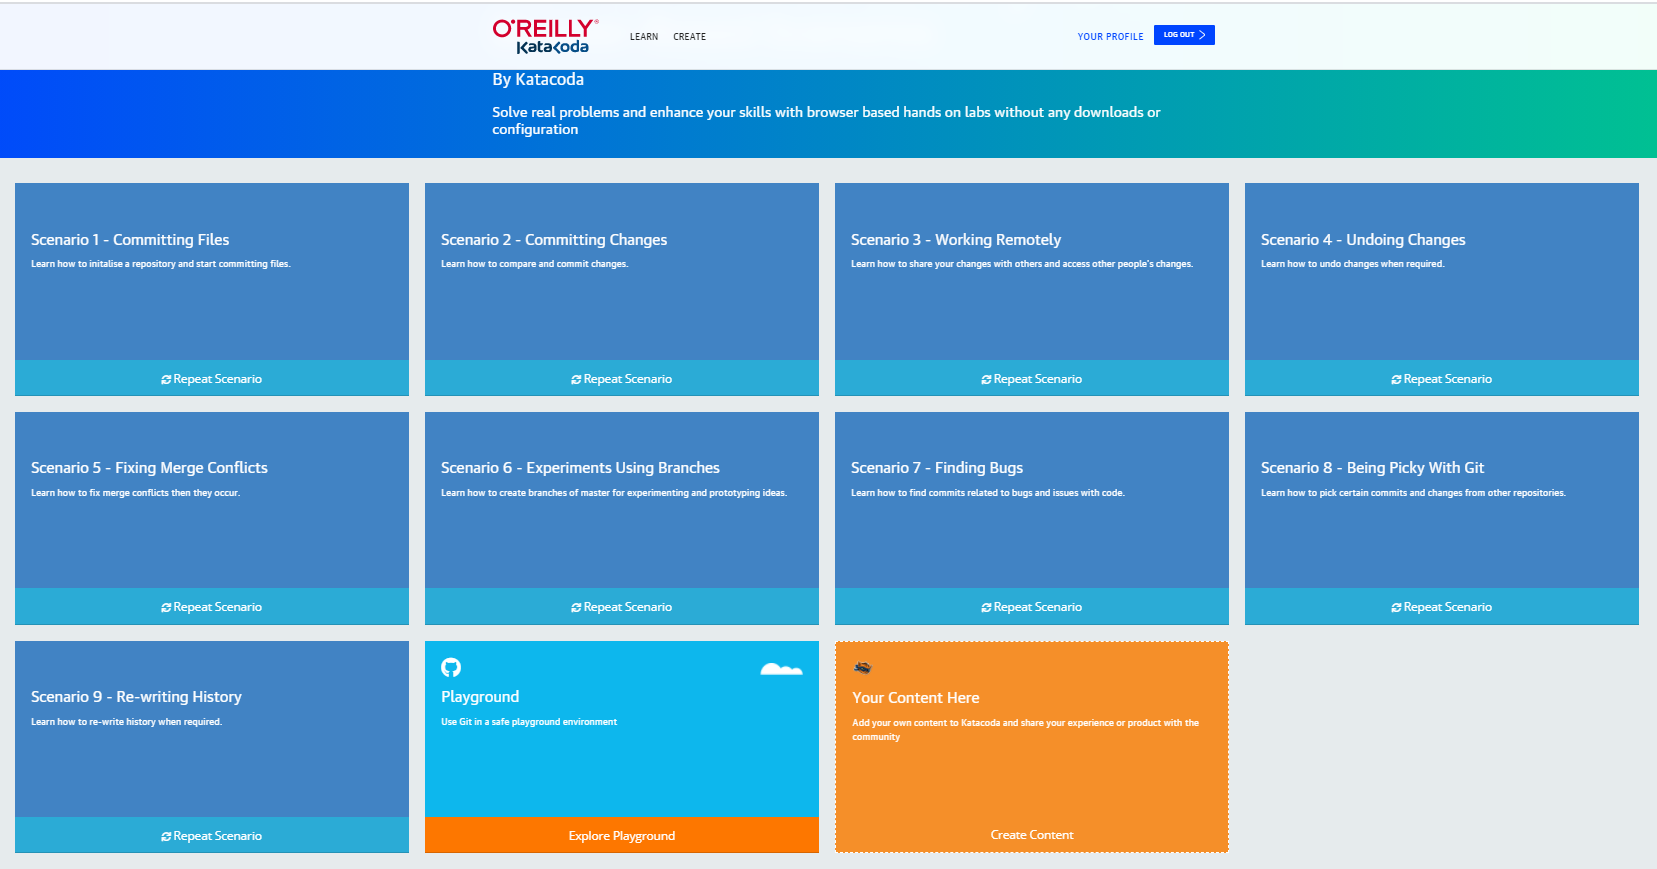 O'REILLY®
Katacoda
LEARN
CREATE
YOUR PROFILE
LOG OUT
By Katacoda
Solve real problems and enhance your skills with browser based hands on labs without any downloads or
configuration
Scenario 1 - Committing Files
Learn how to initalise a repository and start committing files.
Repeat Scenario
Scenario 2 - Committing Changes
Learn how to compare and commit changes.
Repeat Scenario
Scenario 3 - Working Remotely
Learn how to share your changes with others and access other people's changes.
Repeat Scenario
Scenario 4 - Undoing Changes
Learn how to undo changes when required.
Repeat Scenario
Scenario 5 - Fixing Merge Conflicts
Learn how to fix merge conflicts then they occur.
Repeat Scenario
Scenario 6 - Experiments Using Branches
Learn how to create branches of master for experimenting and prototyping ideas.
Repeat Scenario
Scenario 7 - Finding Bugs
Learn how to find commits related to bugs and issues with code.
Repeat Scenario
Scenario 8 - Being Picky With Git
Learn how to pick certain commits and changes from other repositories.
Repeat Scenario
Scenario 9 - Re-writing History
Learn how to re-write history when required.
Repeat Scenario
Playground
Use Git in a safe playground environment
Explore Playground
Your Content Here
Add your own content to Katacoda and share your experience or product with the
community
Create Content